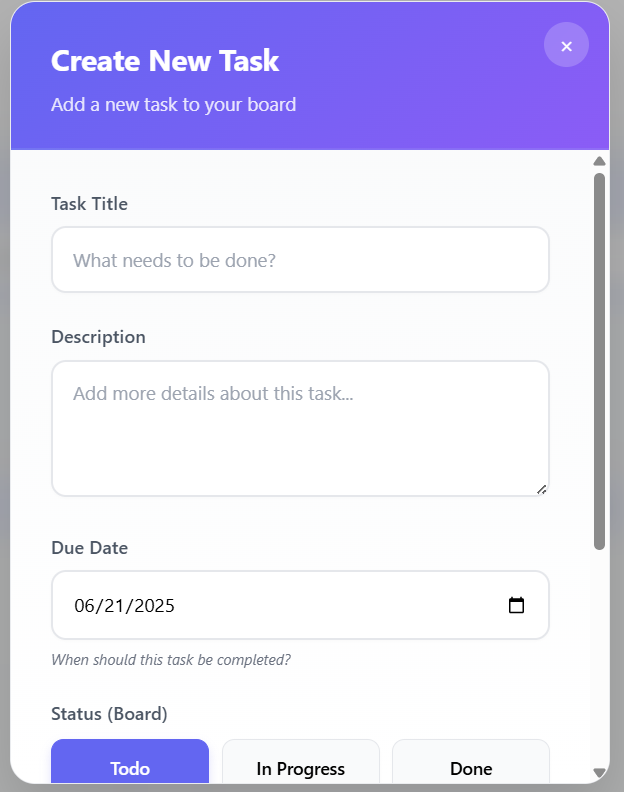 Create New Task
×
Add a new task to your board
Task Title
What needs to be done?
Description
Add more details about this task...
Due Date
06/21/2025
When should this task be completed?
Status (Board)
Todo
In Progress
Done